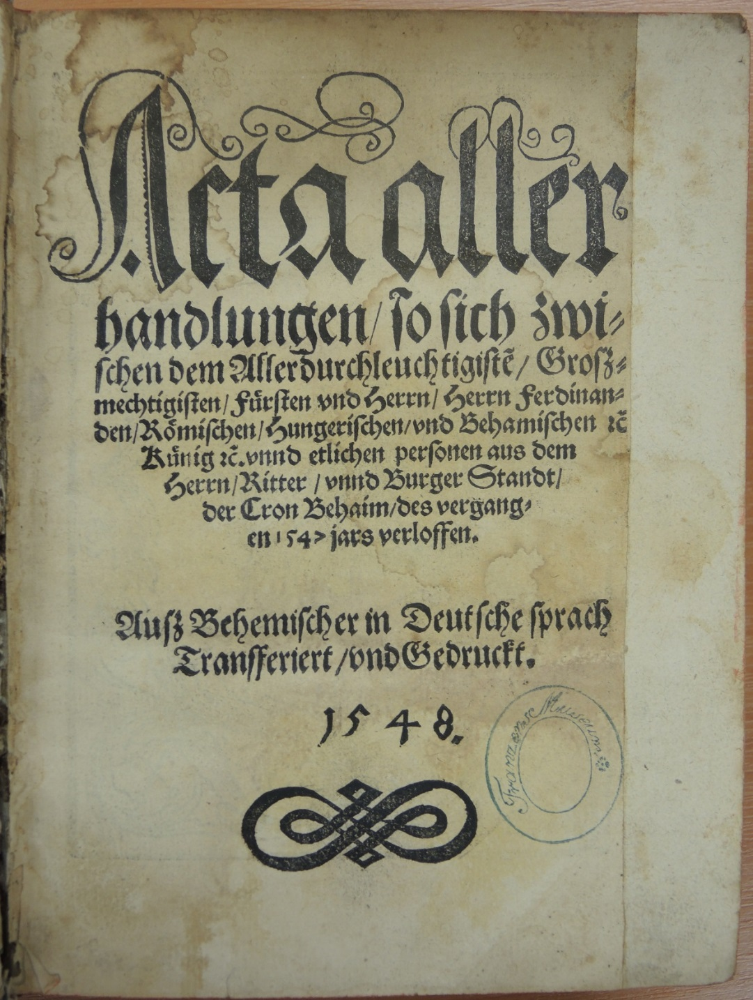 Acta aller
handlungen/ so sich zwi⸗
schen dem Allerdurchleuchtigistẽ/ Grosz⸗
mechtigisten/ Fürsten vnd Herrn/ Herrn Ferdinan⸗
den/ Römischen/ Hungerischen/ vnd Behamischen ꝛc̃
Künig ꝛc̃. vnnd etlichen personen aus dem
Herrn/ Ritter / vnnd Burger Standt/
der Cron Behaim/ des vergang⸗
en 1547 jars verloffen.
Ausz Behemischer in Deutsche sprach
Transferiert / vnd Gedruckt.
1548.
Franzens Museum